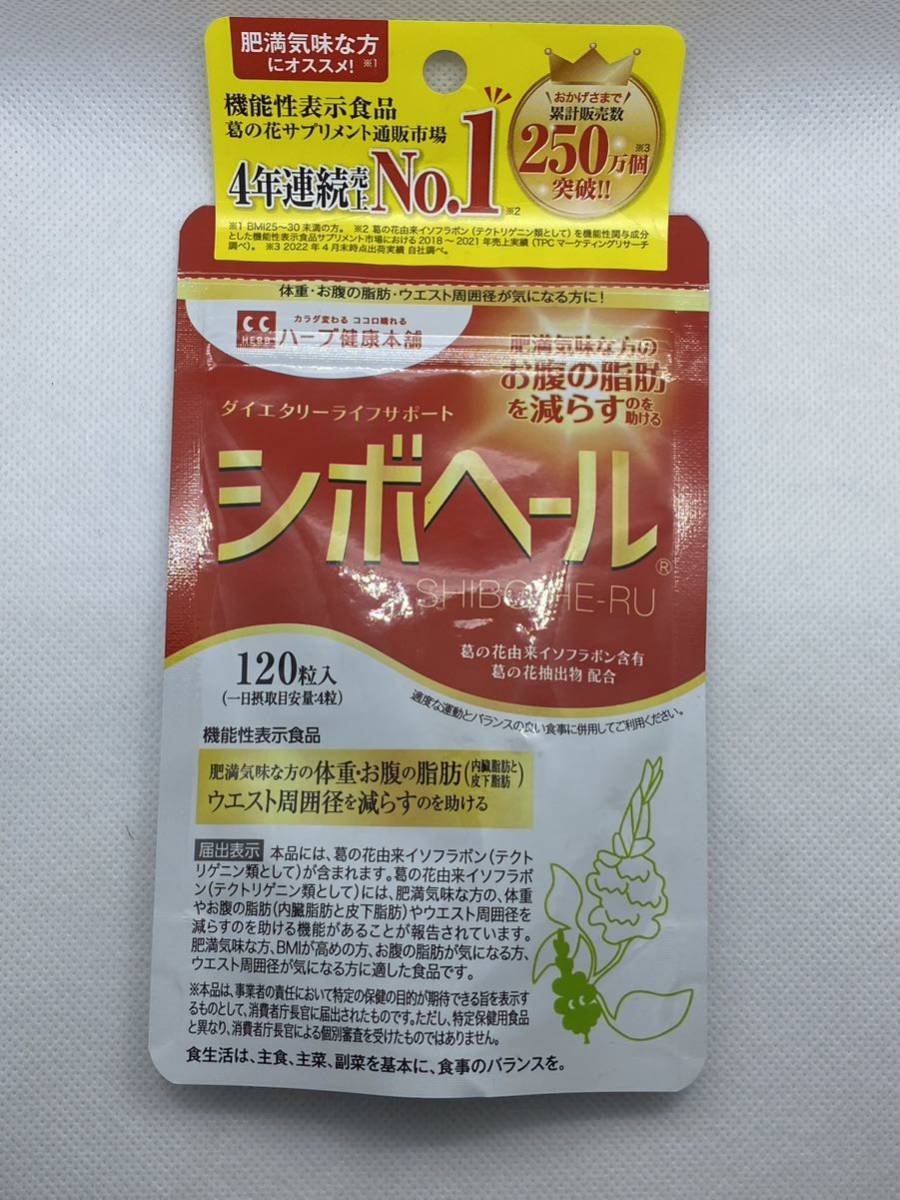 肥満気味な方
にオススメ!※1
機能性表示食品
葛の花サプリメント通販市場
4年連続売上No.1※2
おかげさまで
累計販売数
250万個※3
突破!!
※1 BMI25〜30未満の方。 ※2 葛の花由来イソフラボン(テクトリゲニン類として)を機能性関与成分
とした機能性表示食品サプリメント市場における2018〜2021年売上実績(TPCマーケティングリサーチ
調べ)。 ※3 2022年4月末時点出荷実績 自社調べ。
体重・お腹の脂肪・ウエスト周囲径が気になる方に!
CC
HERB
カラダ変わる ココロ晴れる
ハーブ健康本舗
肥満気味な方の
お腹の脂肪
を減らすのを助ける
ダイエタリーライフサポート
シボヘール®
SHIBO-HE-RU
葛の花由来イソフラボン含有
葛の花抽出物 配合
120粒入
(一日摂取目安量:4粒)
適度な運動とバランスの良い食事に併用してご利用ください。
機能性表示食品
肥満気味な方の体重・お腹の脂肪(内臓脂肪と皮下脂肪)
ウエスト周囲径を減らすのを助ける
届出表示 本品には、葛の花由来イソフラボン(テクト
リゲニン類として)が含まれます。葛の花由来イソフラボ
ン(テクトリゲニン類として)には、肥満気味な方の、体重
やお腹の脂肪(内臓脂肪と皮下脂肪)やウエスト周囲径を
減らすのを助ける機能があることが報告されています。
肥満気味な方、BMIが高めの方、お腹の脂肪が気になる方、
ウエスト周囲径が気になる方に適した食品です。
※本品は、事業者の責任において特定の保健の目的が期待できる旨を表示す
るものとして、消費者庁長官に届出されたものです。ただし、特定保健用食品
と異なり、消費者庁長官による個別審査を受けたものではありません。
食生活は、主食、主菜、副菜を基本に、食事のバランスを。